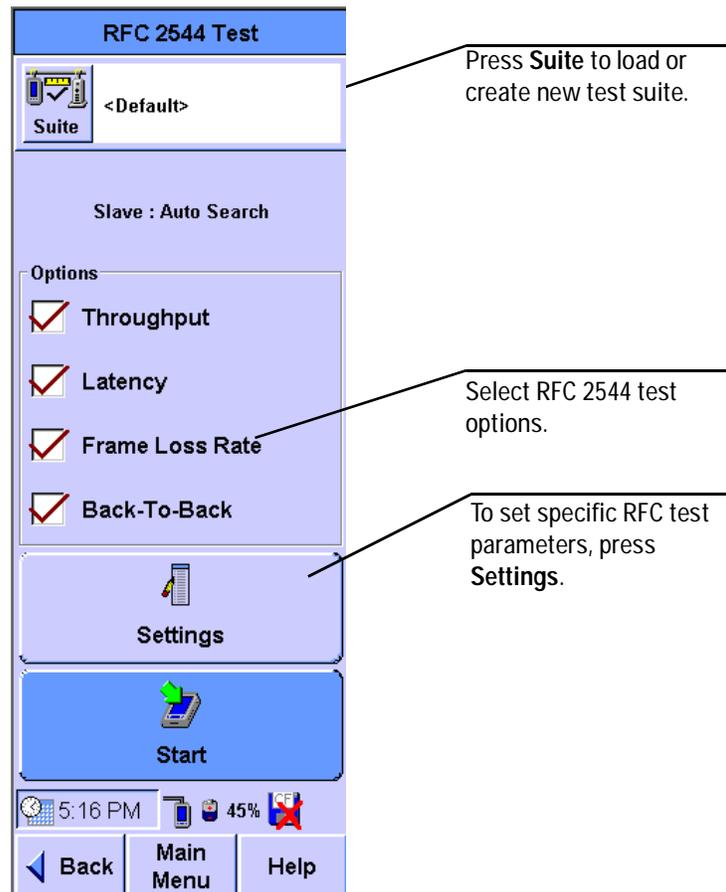 RFC 2544 Test
Suite
<Default>
Press Suite to load or
create new test suite.
Slave : Auto Search
Options
Throughput
Latency
Frame Loss Rate
Back-To-Back
Select RFC 2544 test
options.
To set specific RFC test
parameters, press
Settings.
Settings
Start
5:16 PM
45%
CF
Back
Main
Menu
Help